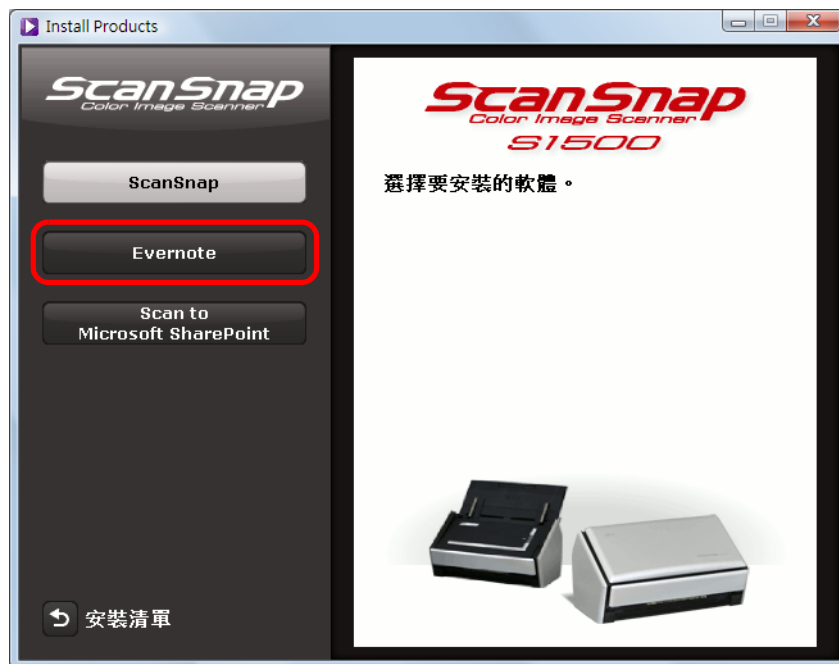 Install Products
ScanSnap
Color Image Scanner
ScanSnap
Evernote
Scan to
Microsoft SharePoint
安裝清單
ScanSnap
Color Image Scanner
S1500
選擇要安裝的軟體。